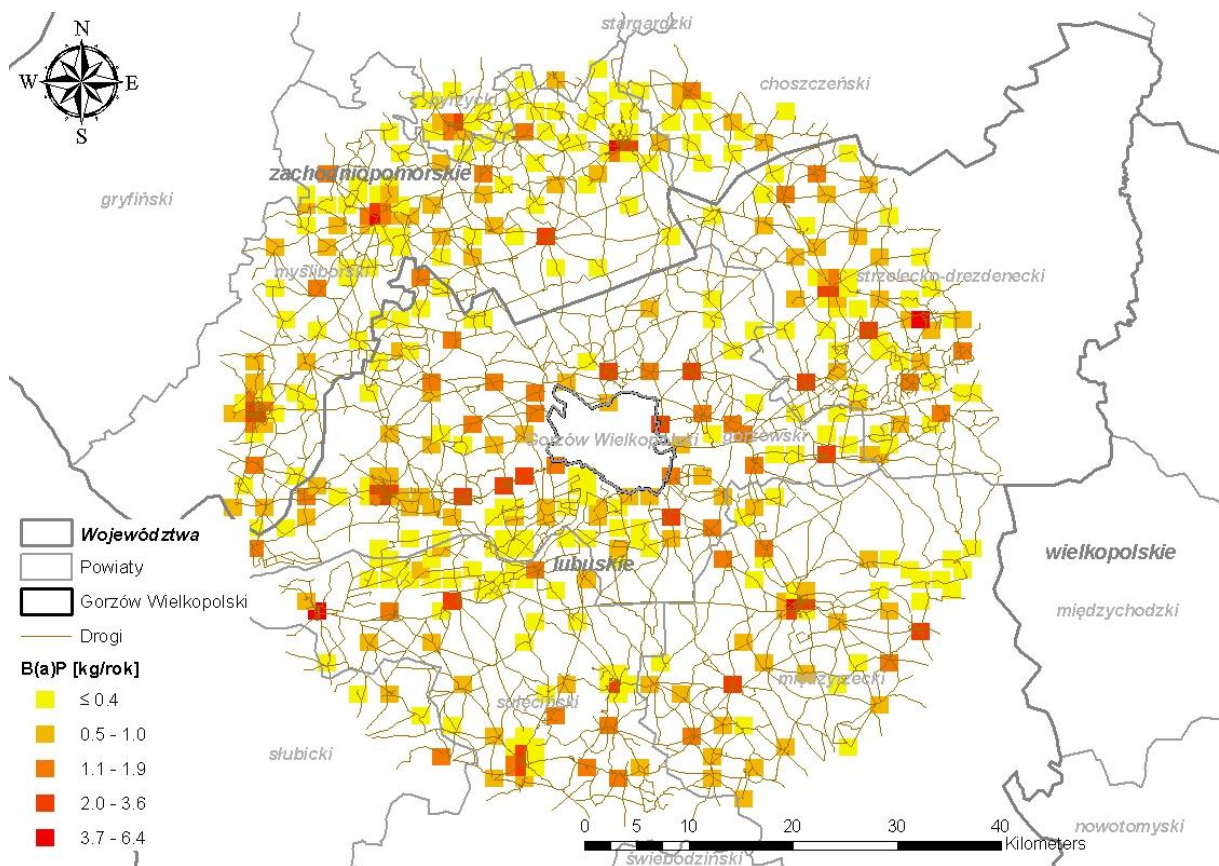 N
W
E
S
stargardzki
choszczeński
pyrzycki
zachodniopomorskie
gryfiński
myśliborski
strzelecko-drezdenecki
Gorzów Wielkopolski
gorzowski
Województwa
Powiaty
Gorzów Wielkopolski
Drogi
lubuskie
wielkopolskie
międzychodzki
B(a)P [kg/rok]
≤ 0.4
0.5 - 1.0
1.1 - 1.9
2.0 - 3.6
3.7 - 6.4
międzyrzecki
sulęciński
słubicki
0 5 10 20 30 40
Kilometers
nowotomyski
świebodziński